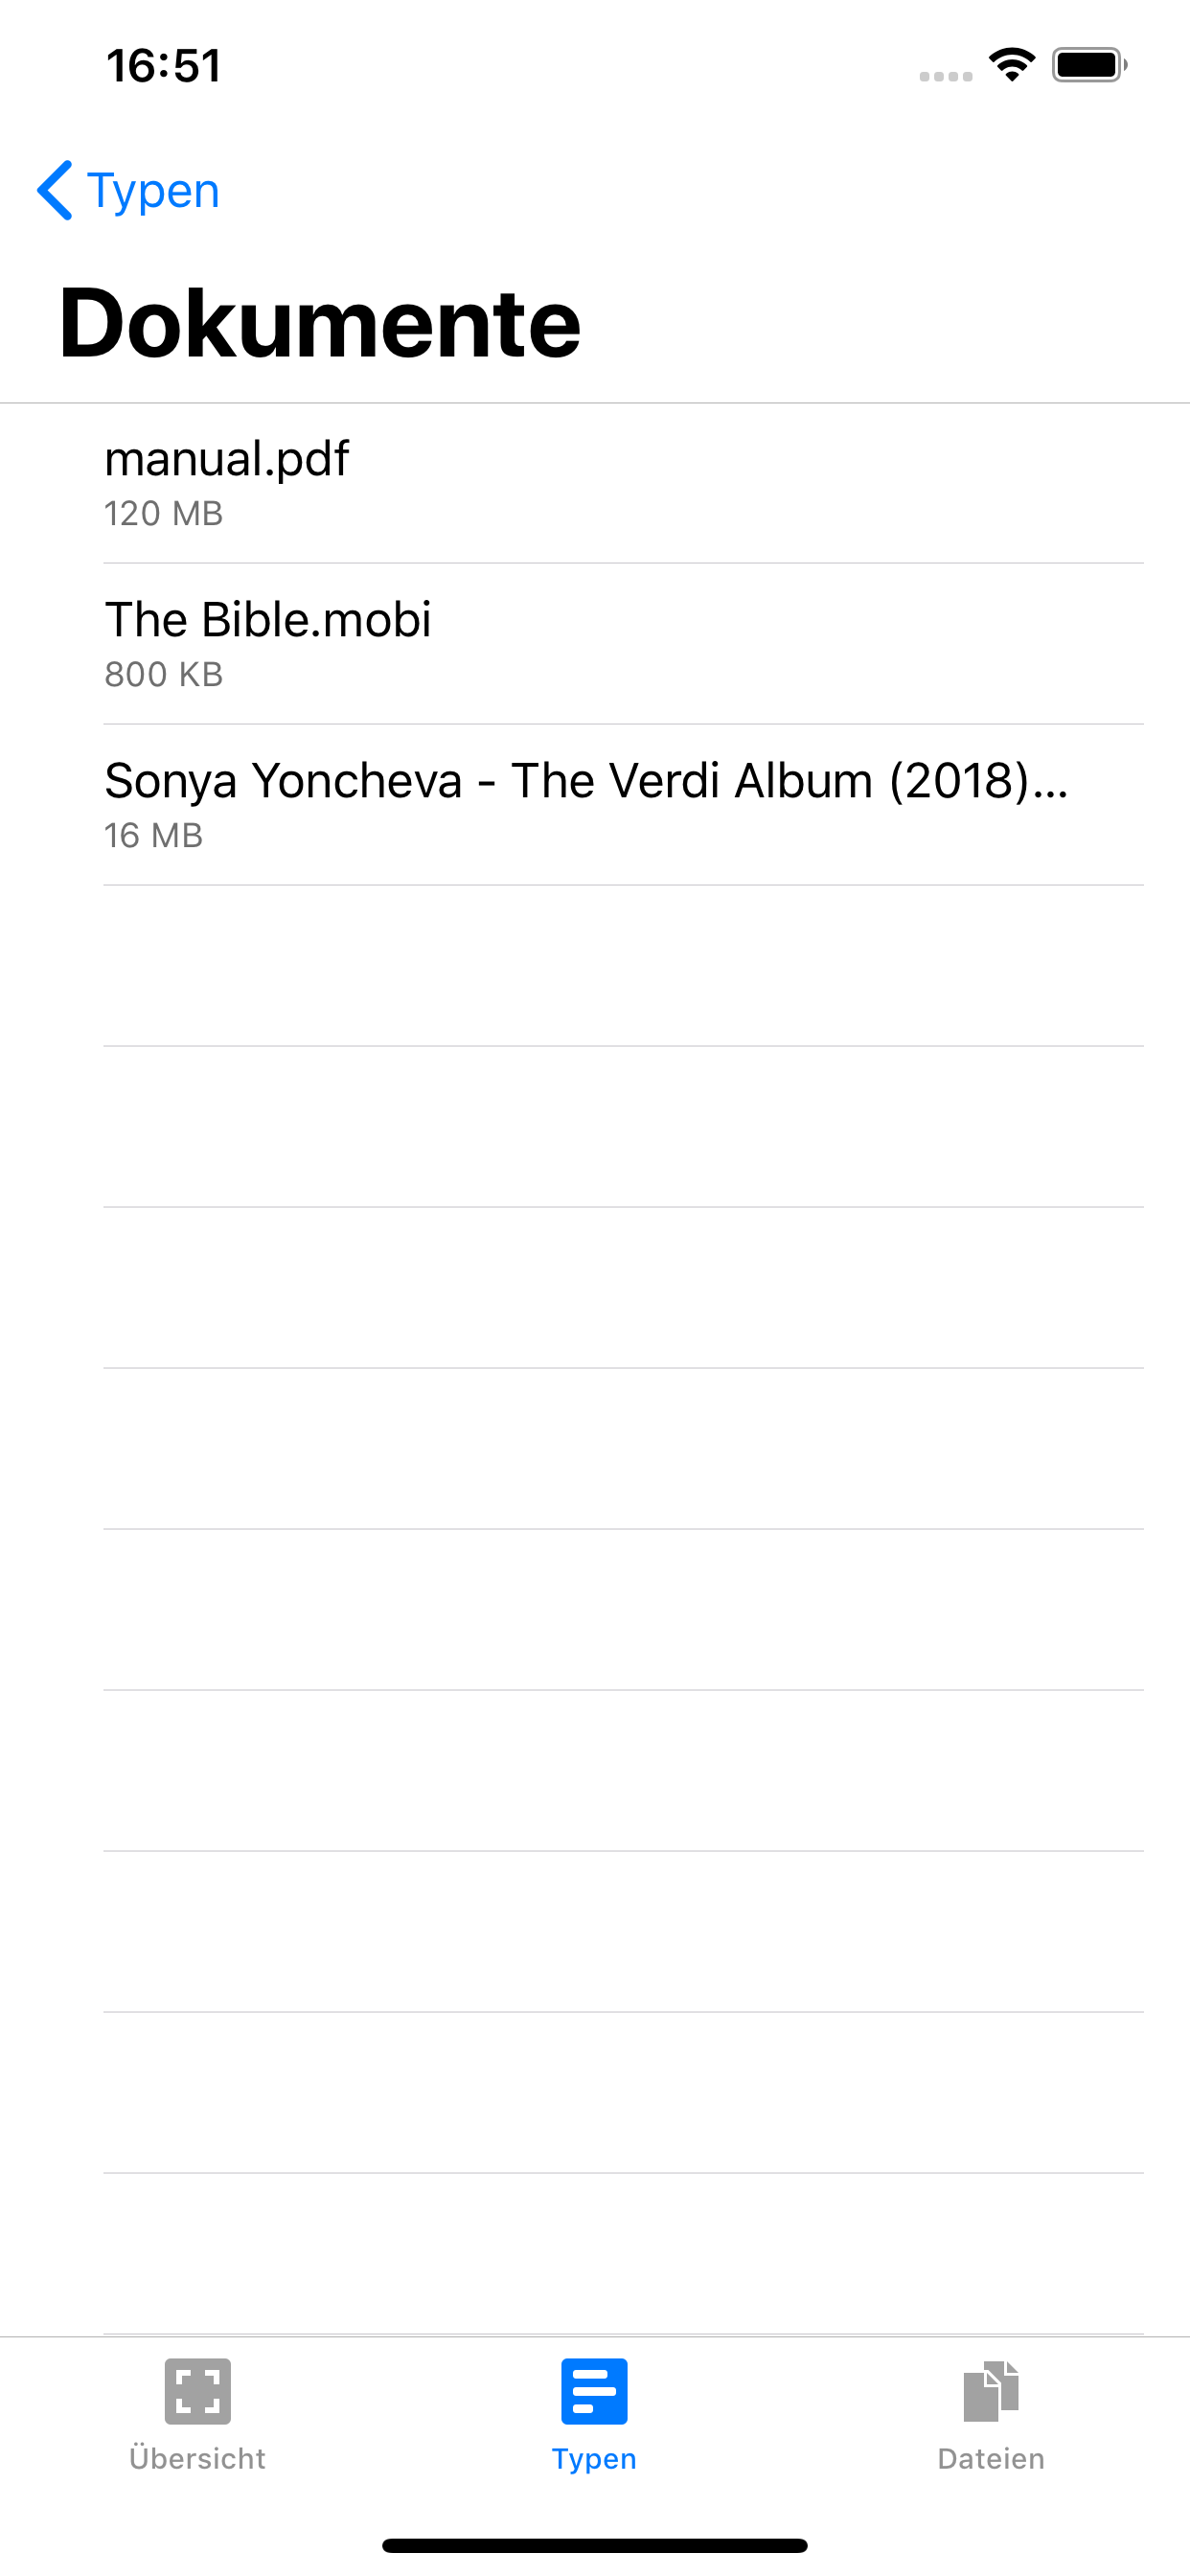 16:51
Typen
Dokumente
manual.pdf
120 MB
The Bible.mobi
800 KB
Sonya Yoncheva - The Verdi Album (2018)...
16 MB
Übersicht
Typen
Dateien